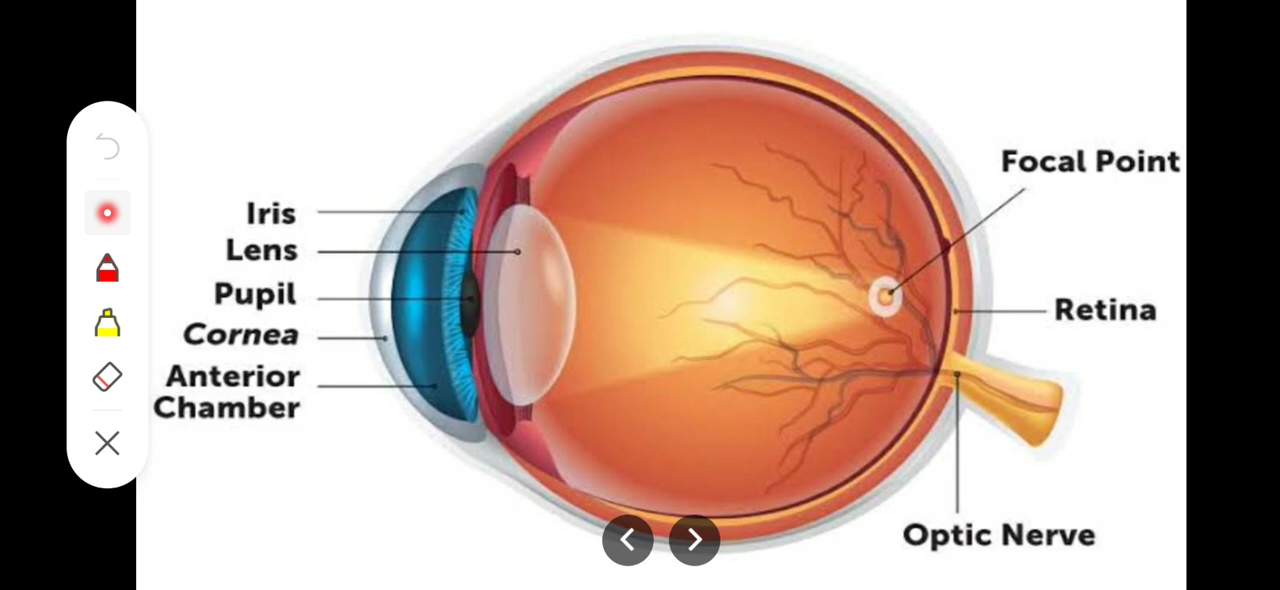 Iris
Lens
Pupil
Cornea
Anterior
Chamber
Focal Point
Retina
Optic Nerve